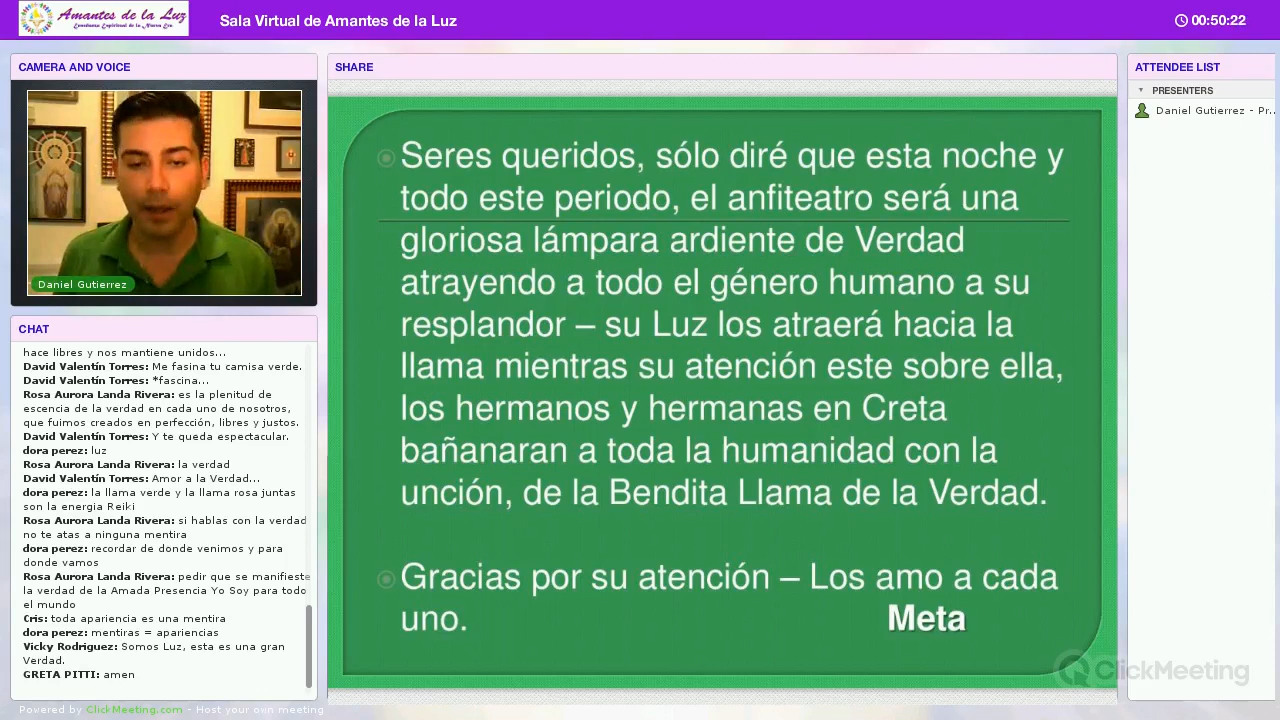 Amantes de la Luz
Enseñanza Espiritual de la Nueva Era
Sala Virtual de Amantes de la Luz
00:50:22
CAMERA AND VOICE
Daniel Gutierrez
CHAT
hace libres y nos mantiene unidos...
David Valentín Torres: Me fasina tu camisa verde.
David Valentín Torres: *fascina...
Rosa Aurora Landa Rivera: es la plenitud de
escencia de la verdad en cada uno de nosotros,
que fuimos creados en perfección, libres y justos.
David Valentín Torres: Y te queda espectacular.
dora perez: luz
Rosa Aurora Landa Rivera: la verdad
David Valentín Torres: Amor a la Verdad...
dora perez: la llama verde y la llama rosa juntas
son la energia Reiki
Rosa Aurora Landa Rivera: si hablas con la verdad
no te atas a ninguna mentira
dora perez: recordar de donde venimos y para
donde vamos
Rosa Aurora Landa Rivera: pedir que se manifieste
la verdad de la Amada Presencia Yo Soy para todo
el mundo
Cris: toda apariencia es una mentira
dora perez: mentiras = apariencias
Vicky Rodriguez: Somos Luz, esta es una gran
Verdad.
GRETA PITTI: amen
Powered by ClickMeeting.com - Host your own meeting
SHARE
Seres queridos, sólo diré que esta noche y
todo este periodo, el anfiteatro será una
gloriosa lámpara ardiente de Verdad
atrayendo a todo el género humano a su
resplandor – su Luz los atraerá hacia la
llama mientras su atención este sobre ella,
los hermanos y hermanas en Creta
bañanaran a toda la humanidad con la
unción, de la Bendita Llama de la Verdad.
Gracias por su atención – Los amo a cada
uno. Meta
ClickMeeting
ATTENDEE LIST
PRESENTERS
Daniel Gutierrez - Pr...